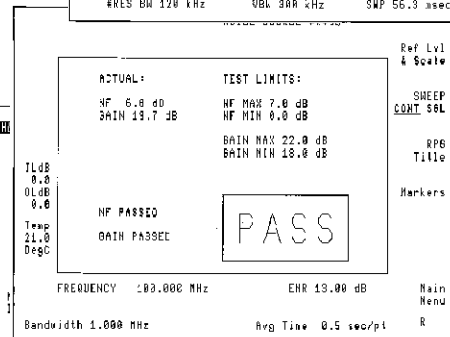 #RES BW 120 kHz VBW 300 kHz SWP 56.3 msec
Ref Lvl
& Scale
ACTUAL: TEST LIMITS:
NF 6.8 dB NF MAX 7.0 dB
GAIN 19.7 dB NF MIN 0.0 dB
SWEEP
CONT SGL
GAIN MAX 22.0 dB
GAIN MIN 18.0 dB
RPG
Title
ILdB
0.0
OLdB
0.0
Markers
Temp
21.0
DegC
NF PASSED
GAIN PASSED
PASS
FREQUENCY 100.000 MHz ENR 13.00 dB
Main
Menu
Bandwidth 1.000 MHz Avg Time 0.5 sec/pt
R